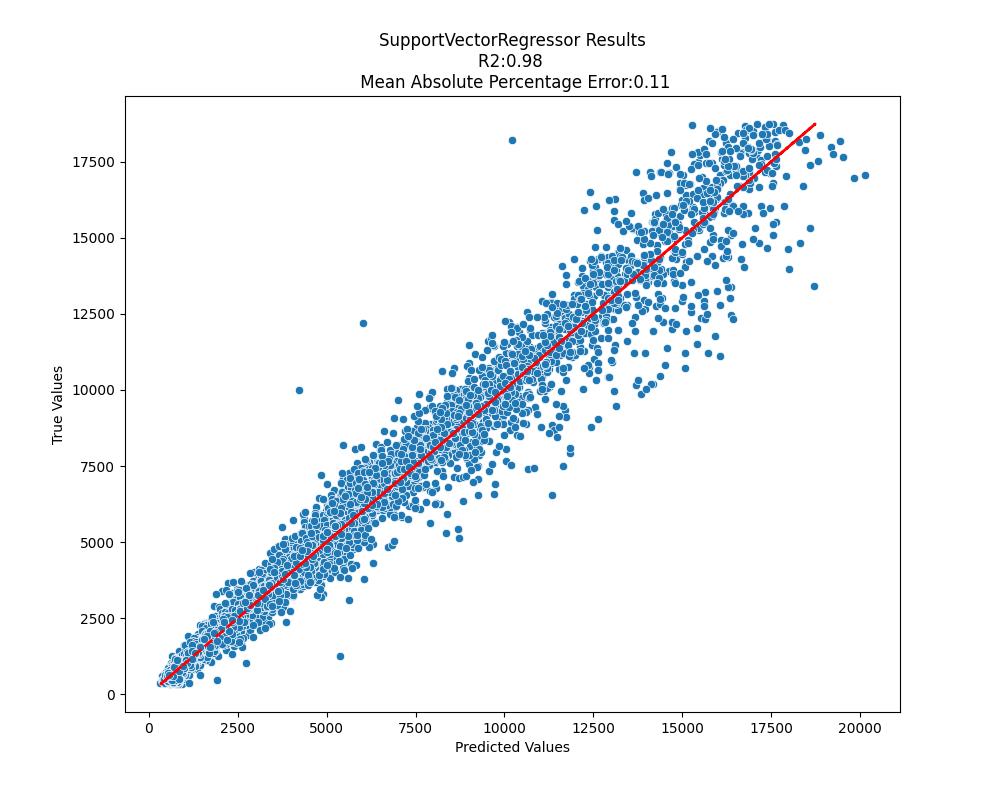 SupportVectorRegressor Results
R2:0.98
Mean Absolute Percentage Error:0.11
17500
15000
12500
10000
7500
5000
2500
0
True Values
0 2500 5000 7500 10000 12500 15000 17500 20000
Predicted Values